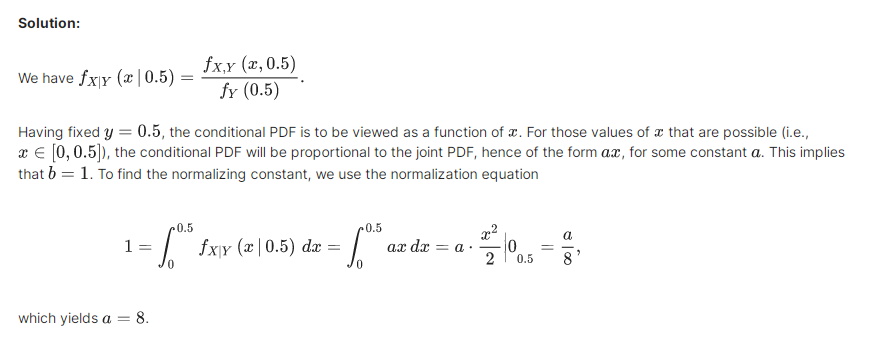 Solution:
We have $f_{X|Y}(x \mid 0.5) = \dfrac{f_{X,Y}(x, 0.5)}{f_Y(0.5)}.$
Having fixed $y = 0.5$, the conditional PDF is to be viewed as a function of $x$. For those values of $x$ that are possible (i.e.,
$x \in [0, 0.5]$), the conditional PDF will be proportional to the joint PDF, hence of the form $ax$, for some constant $a$. This implies
that $b = 1$. To find the normalizing constant, we use the normalization equation
$1 = \int_0^{0.5} f_{X|Y}(x \mid 0.5)\, dx = \int_0^{0.5} ax\, dx = a \cdot \dfrac{x^2}{2} \Big| 0_{0.5} = \dfrac{a}{8},$
which yields $a = 8$.